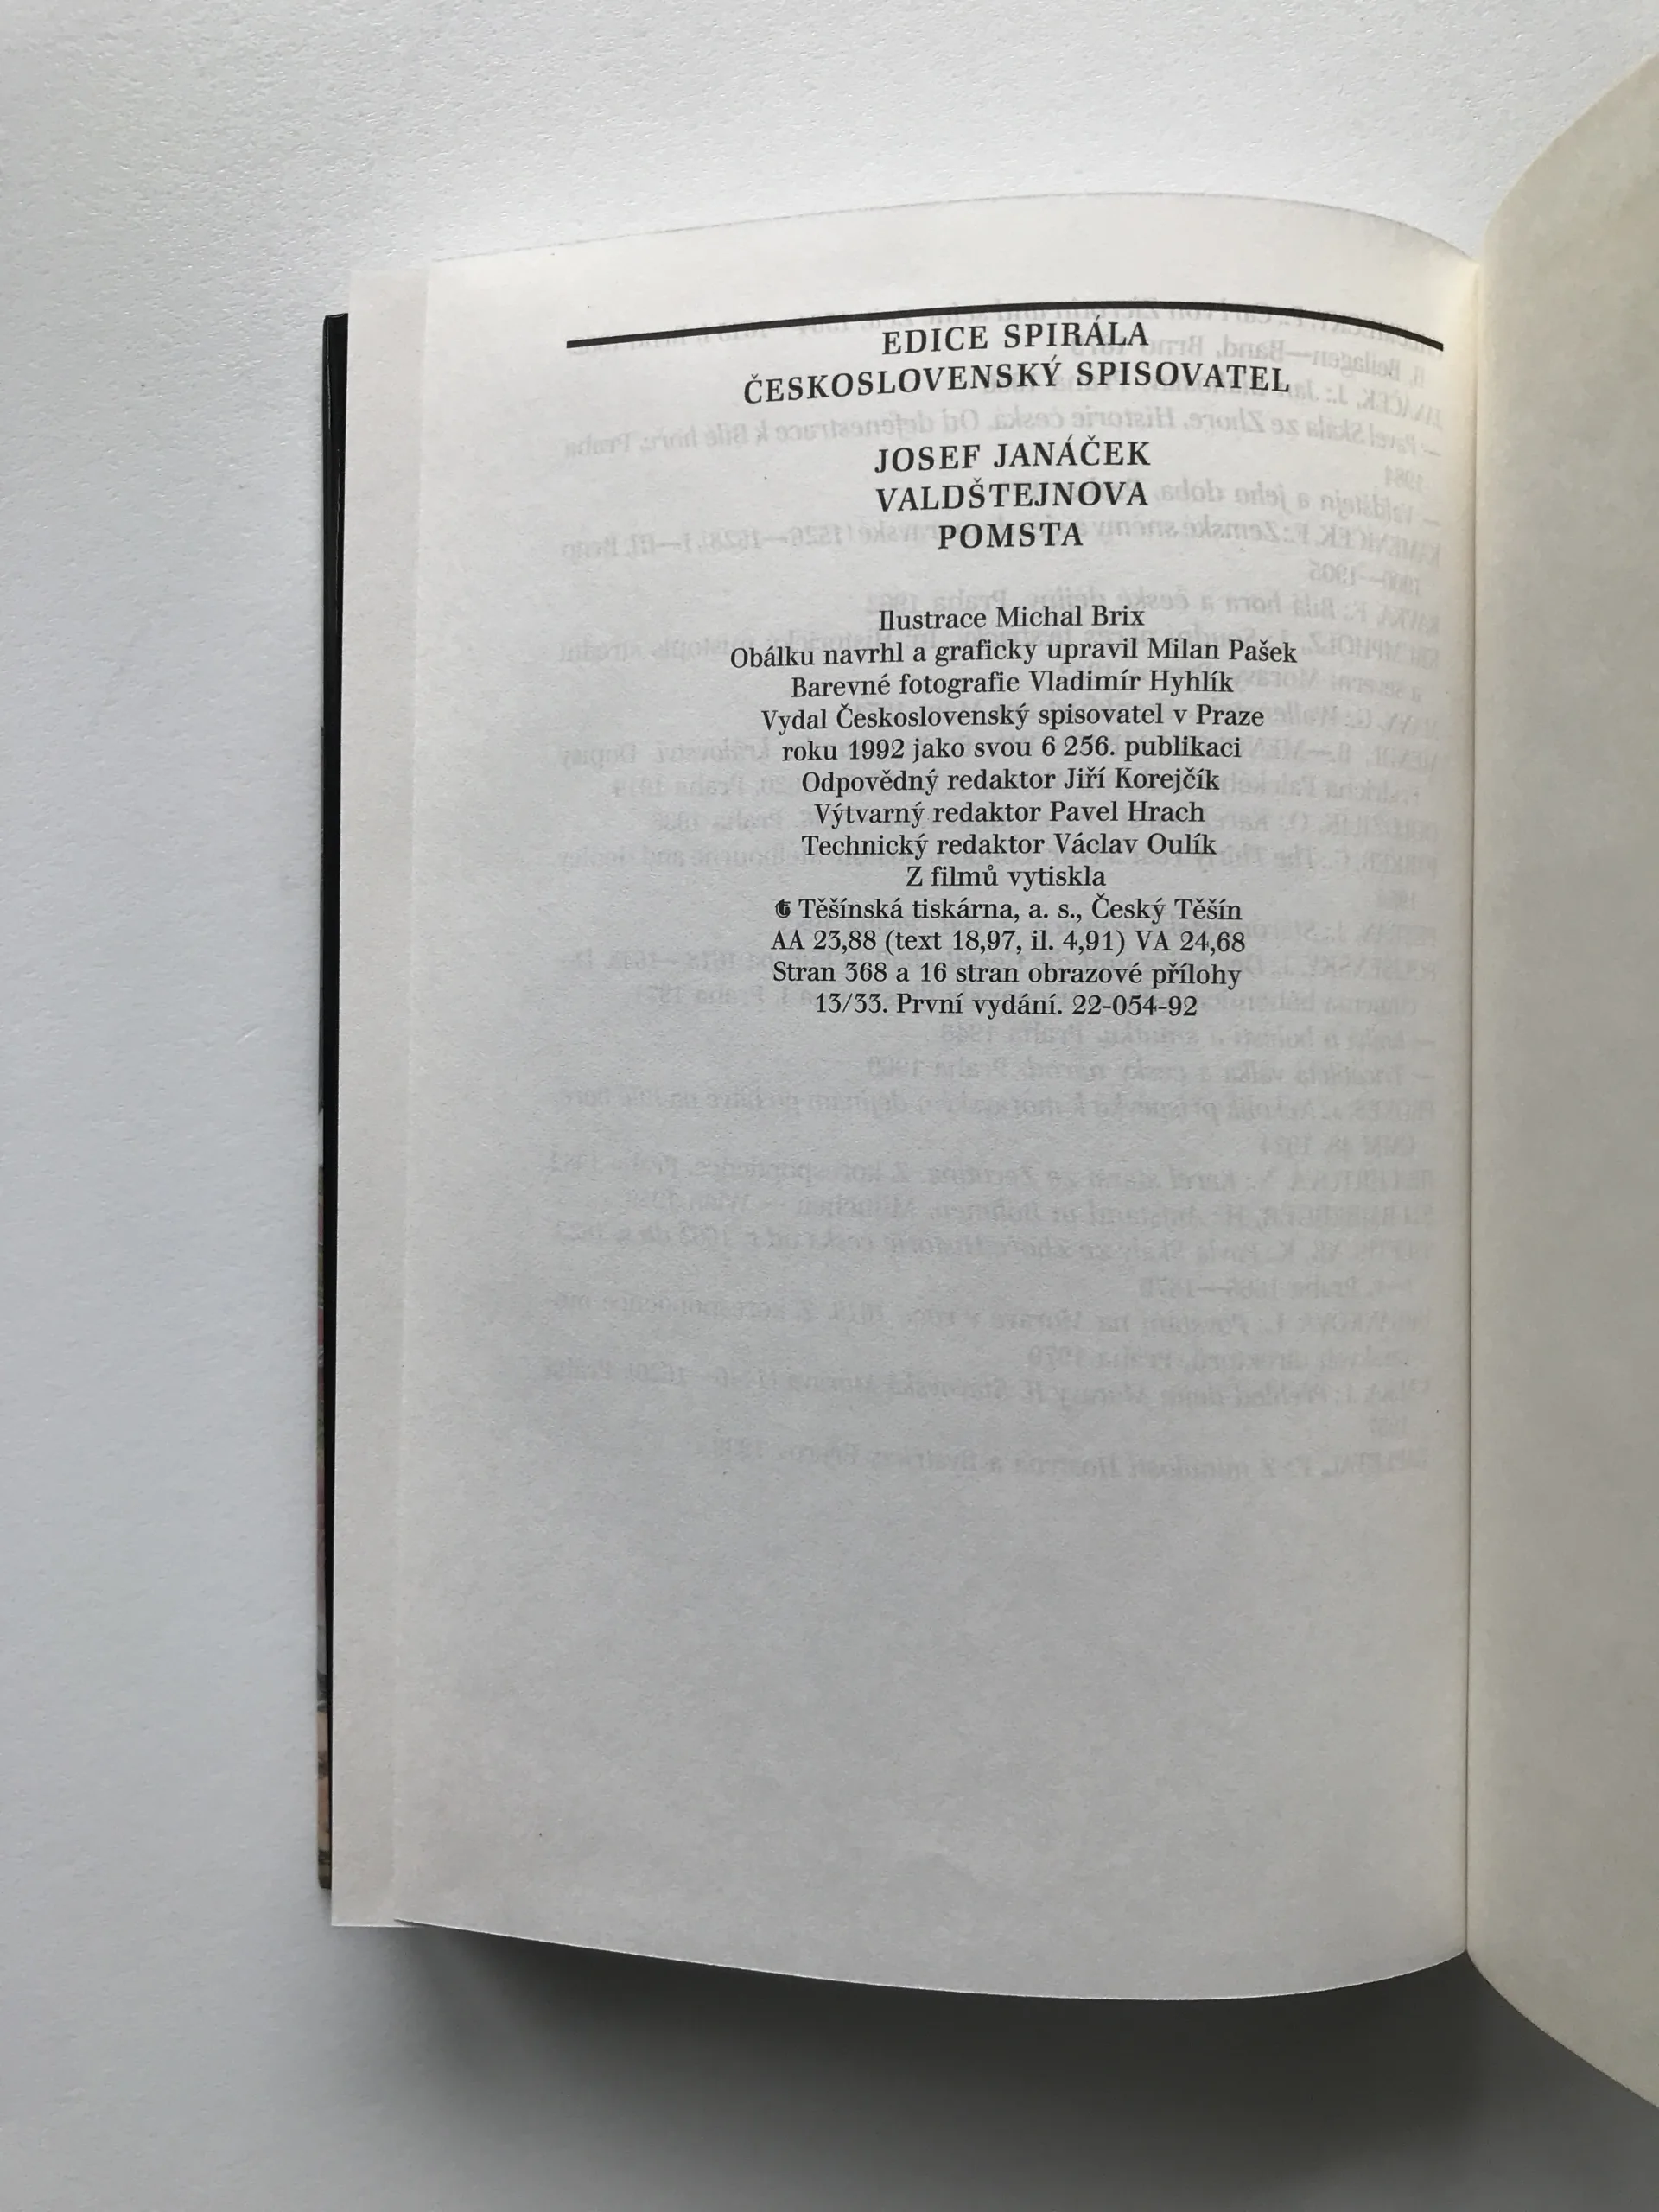 EDICE SPIRÁLA
ČESKOSLOVENSKÝ SPISOVATEL
JOSEF JANÁČEK
VALDŠTEJNOVA
POMSTA
Ilustrace Michal Brix
Obálku navrhl a graficky upravil Milan Pašek
Barevné fotografie Vladimír Hyhlík
Vydal Československý spisovatel v Praze
roku 1992 jako svou 6 256. publikaci
Odpovědný redaktor Jiří Korejčík
Výtvarný redaktor Pavel Hrach
Technický redaktor Václav Oulík
Z filmů vytiskla
Těšínská tiskárna, a. s., Český Těšín
AA 23,88 (text 18,97, il. 4,91) VA 24,68
Stran 368 a 16 stran obrazové přílohy
13/33. První vydání. 22-054-92